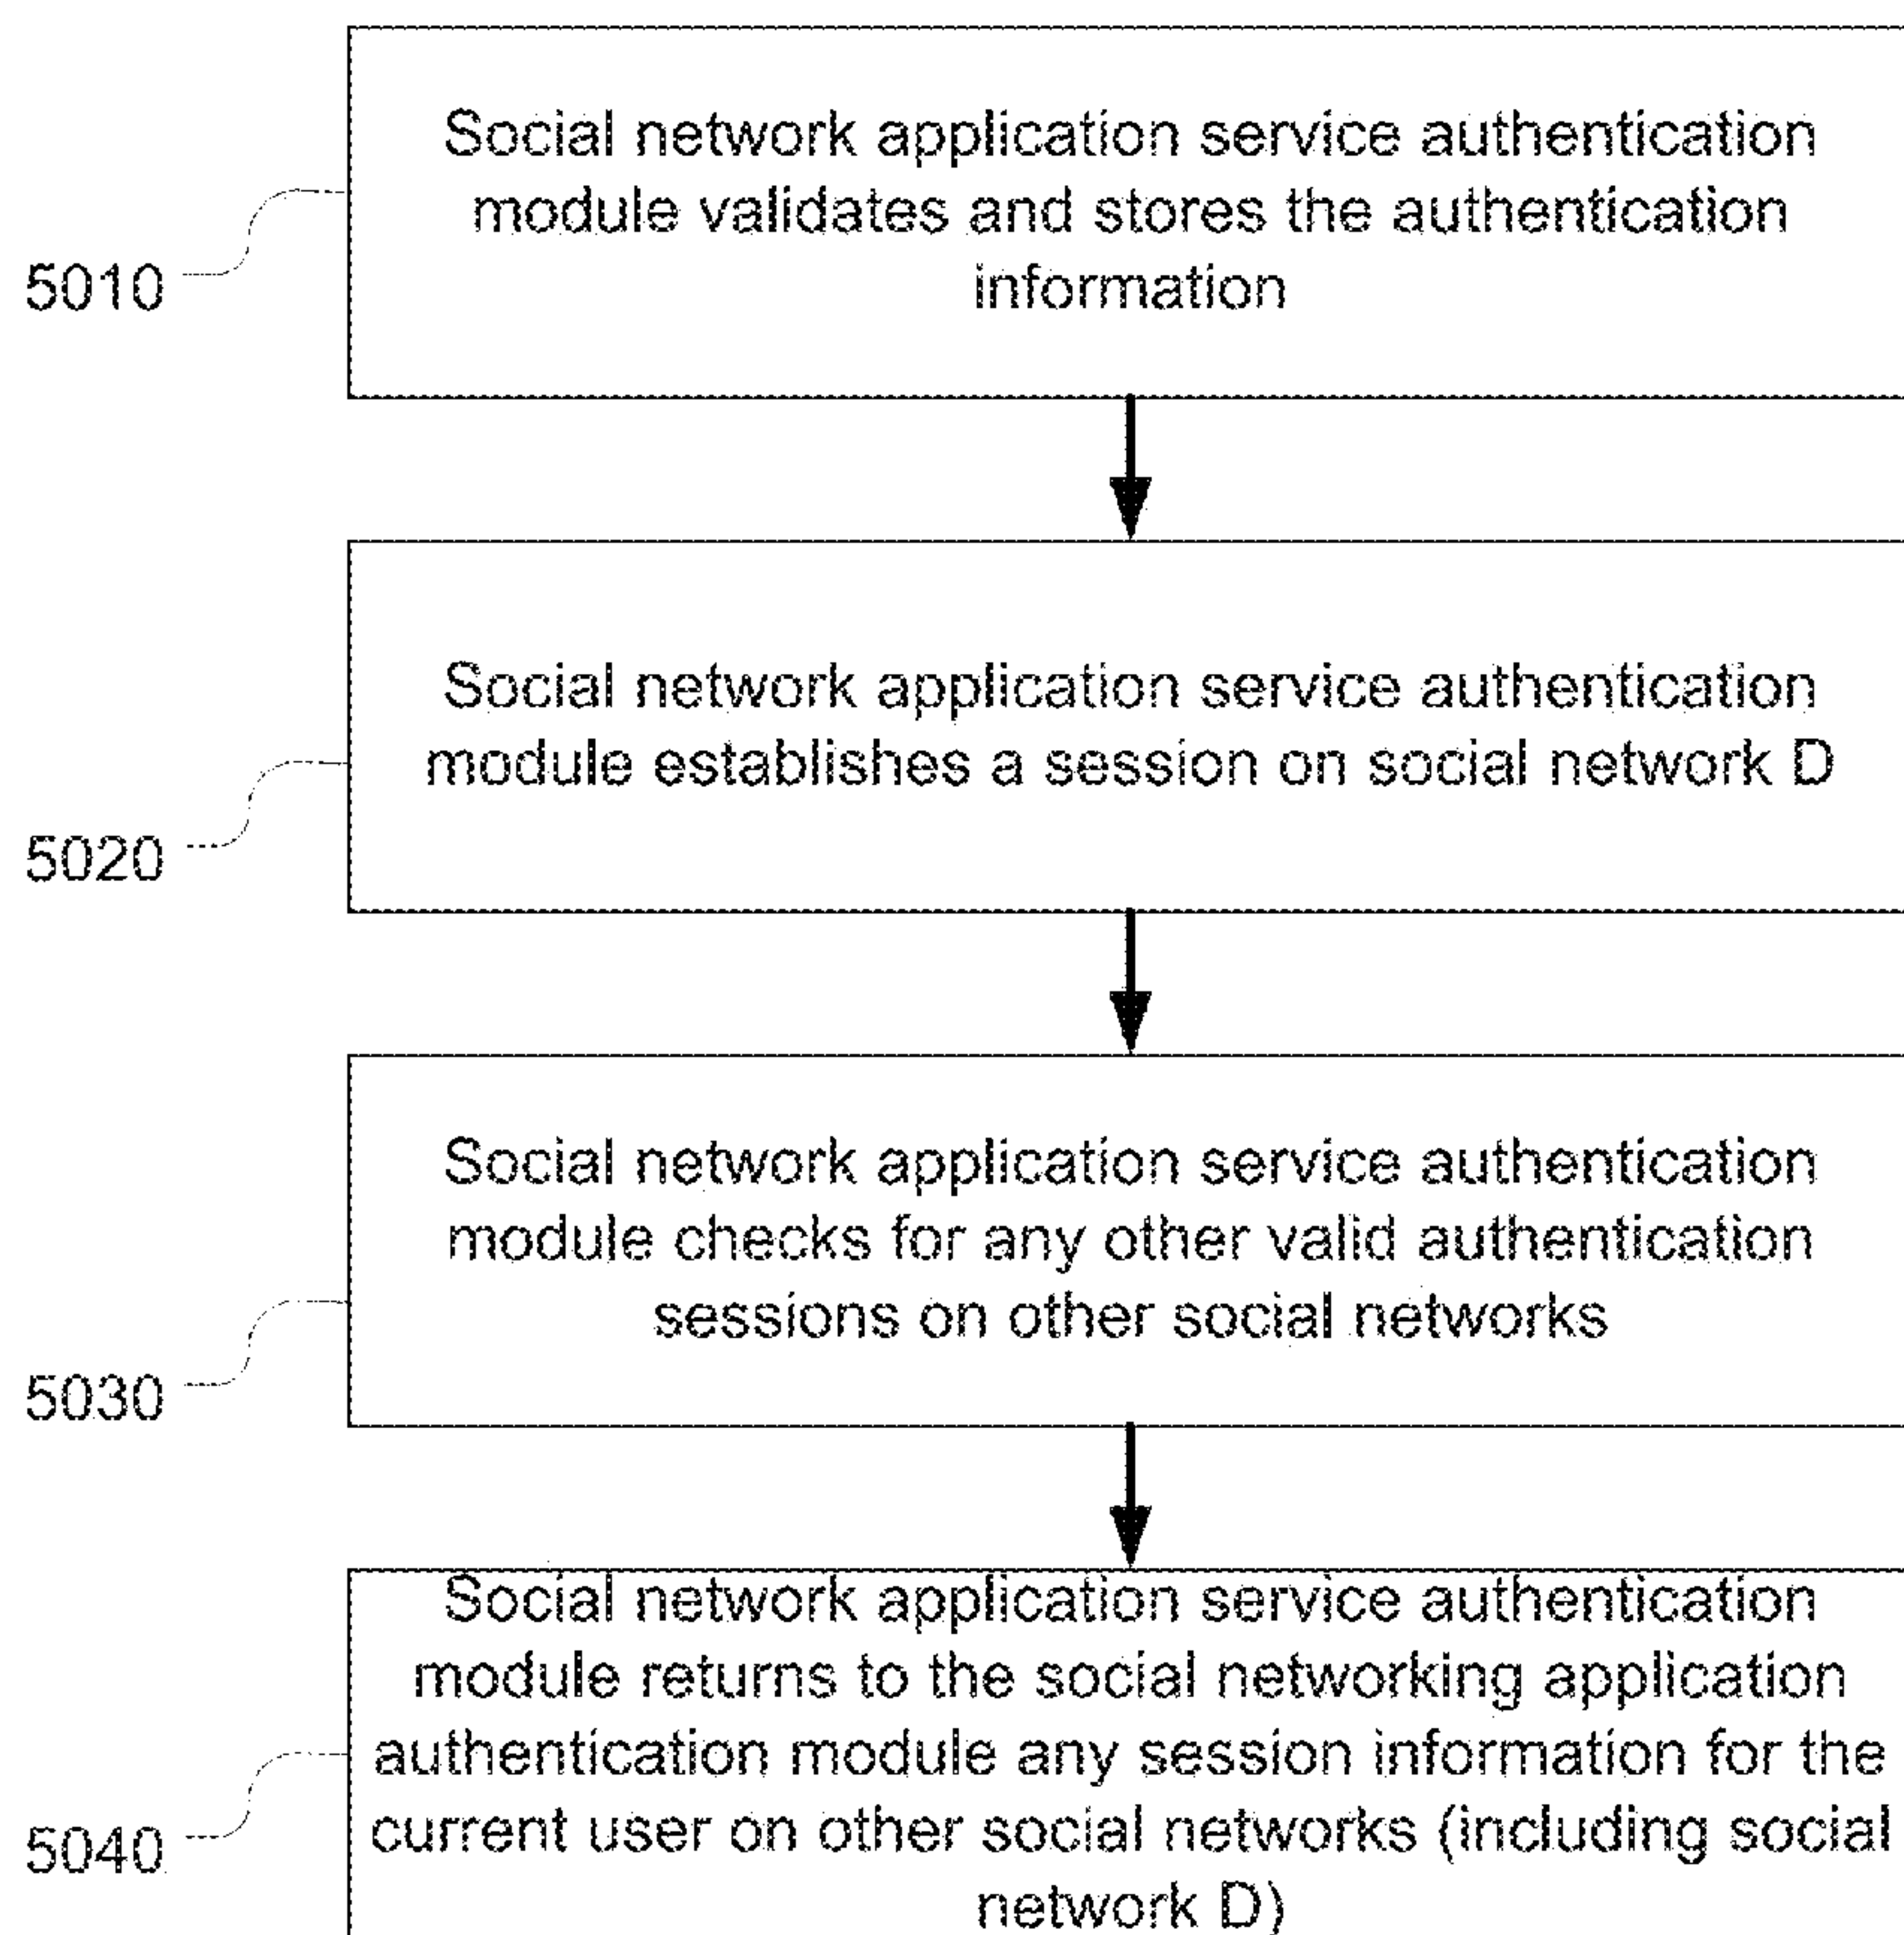 Social network application service authentication
module validates and stores the authentication
information
5010
Social network application service authentication
module establishes a session on social network D
5020
Social network application service authentication
module checks for any other valid authentication
sessions on other social networks
5030
Social network application service authentication
module returns to the social networking application
authentication module any session information for the
current user on other social networks (including social
network D)
5040